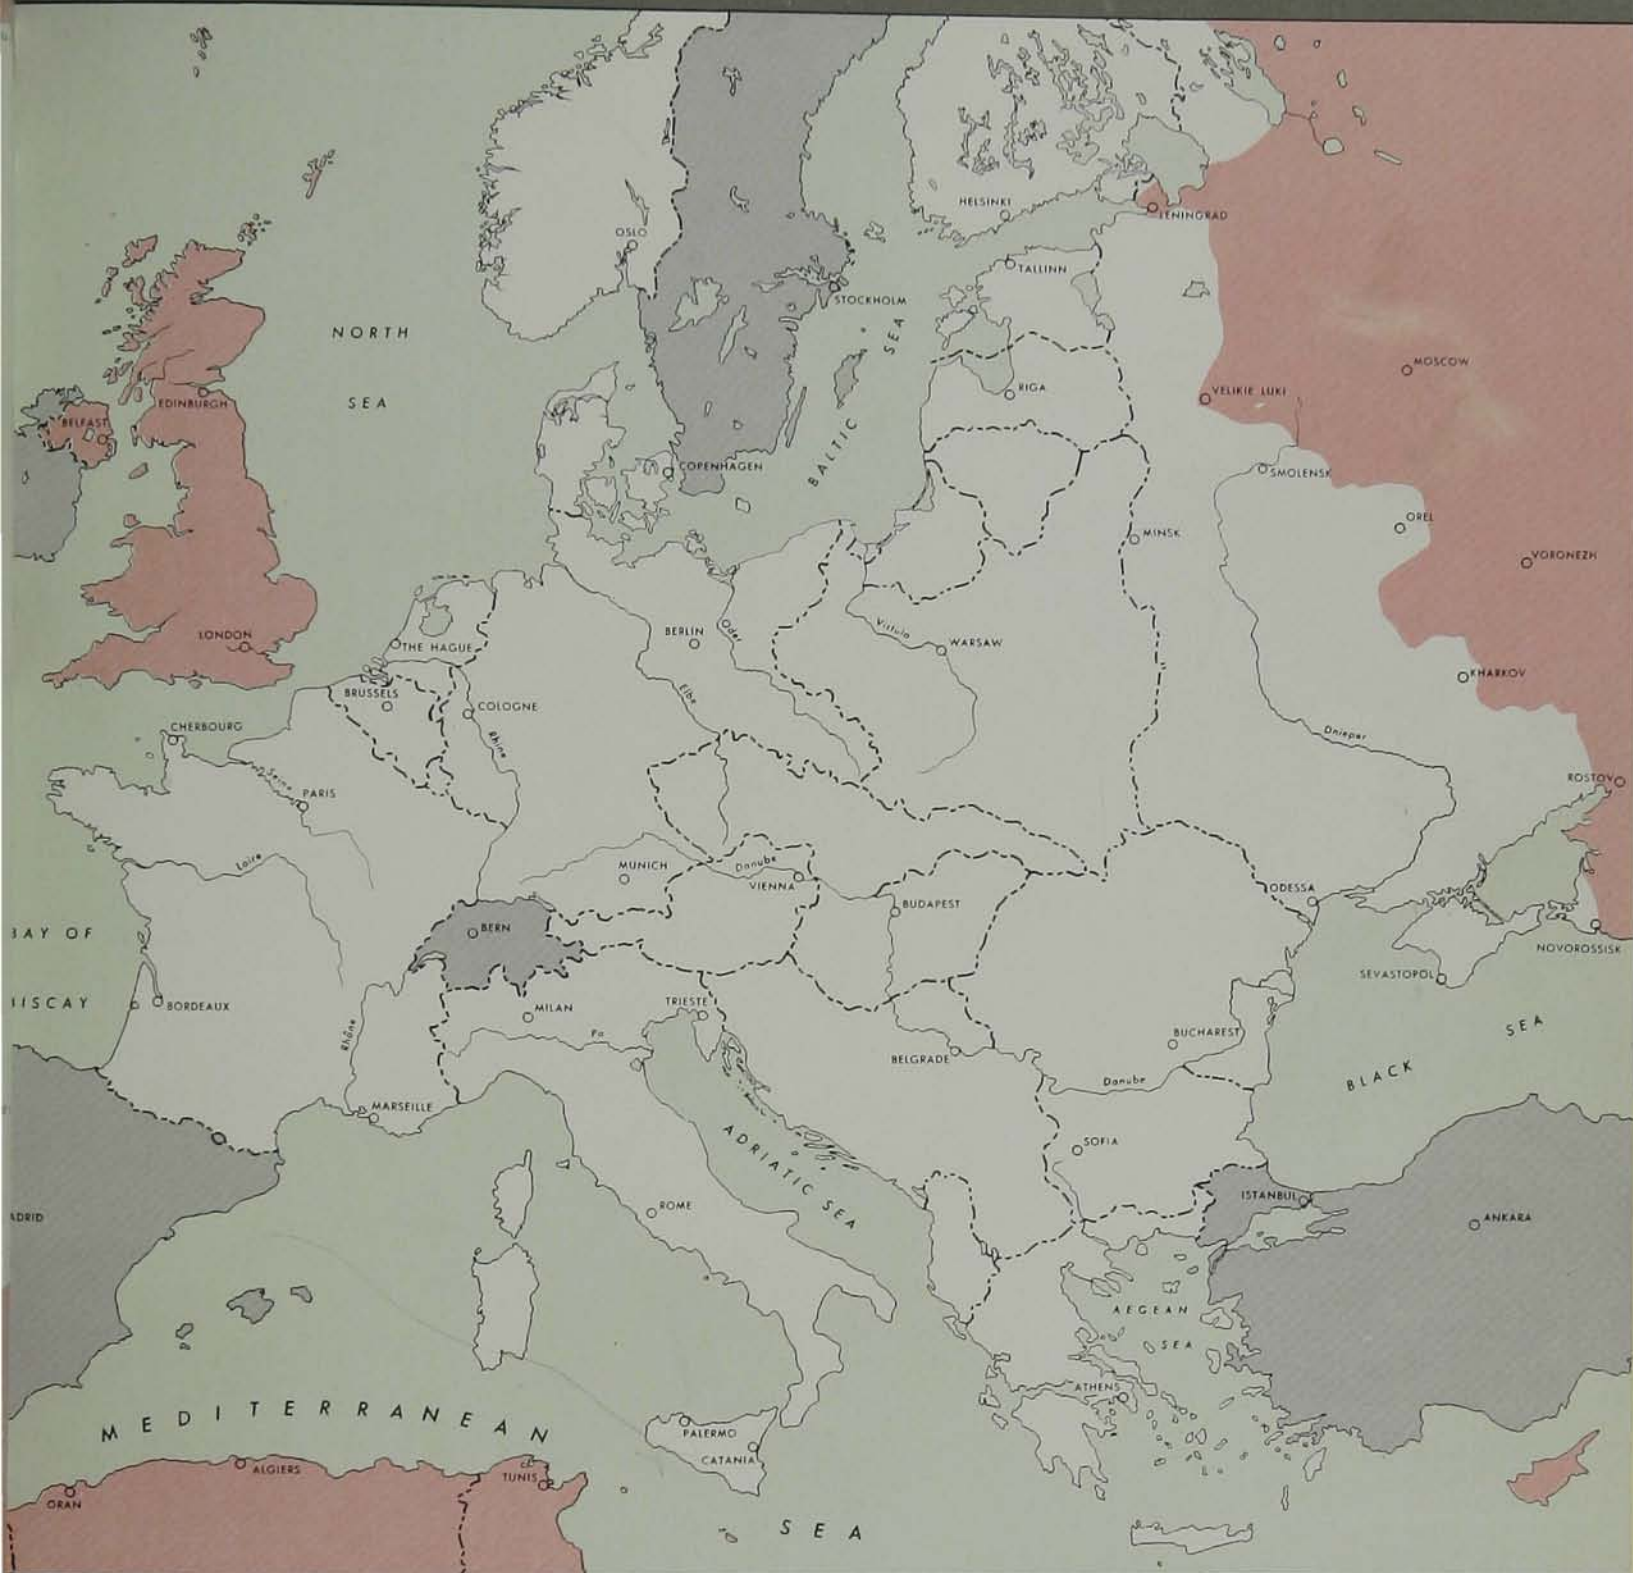 HELSINKI
LENINGRAD
OSLO
TALLINN
STOCKHOLM
NORTH
SEA
BALTIC SEA
MOSCOW
RIGA
VELIKIE LUKI
EDINBURGH
BELFAST
COPENHAGEN
SMOLENSK
OREL
MINSK
VORONEZH
LONDON
BERLIN
Oder
Vistula
WARSAW
THE HAGUE
KHARKOV
BRUSSELS
COLOGNE
Elbe
CHERBOURG
Rhine
Dnieper
Seine
PARIS
ROSTOV
Loire
MUNICH
Danube
VIENNA
ODESSA
BUDAPEST
BAY OF
BISCAY
BERN
NOVOROSSISK
SEVASTOPOL
BORDEAUX
MILAN
TRIESTE
Rhône
Po
BUCHAREST
BELGRADE
BLACK SEA
Danube
MARSEILLE
SOFIA
ADRIATIC SEA
ISTANBUL
ROME
ADRID
ANKARA
AEGEAN
SEA
ATHENS
MEDITERRANEAN
PALERMO
CATANIA
ALGIERS
TUNIS
ORAN
SEA